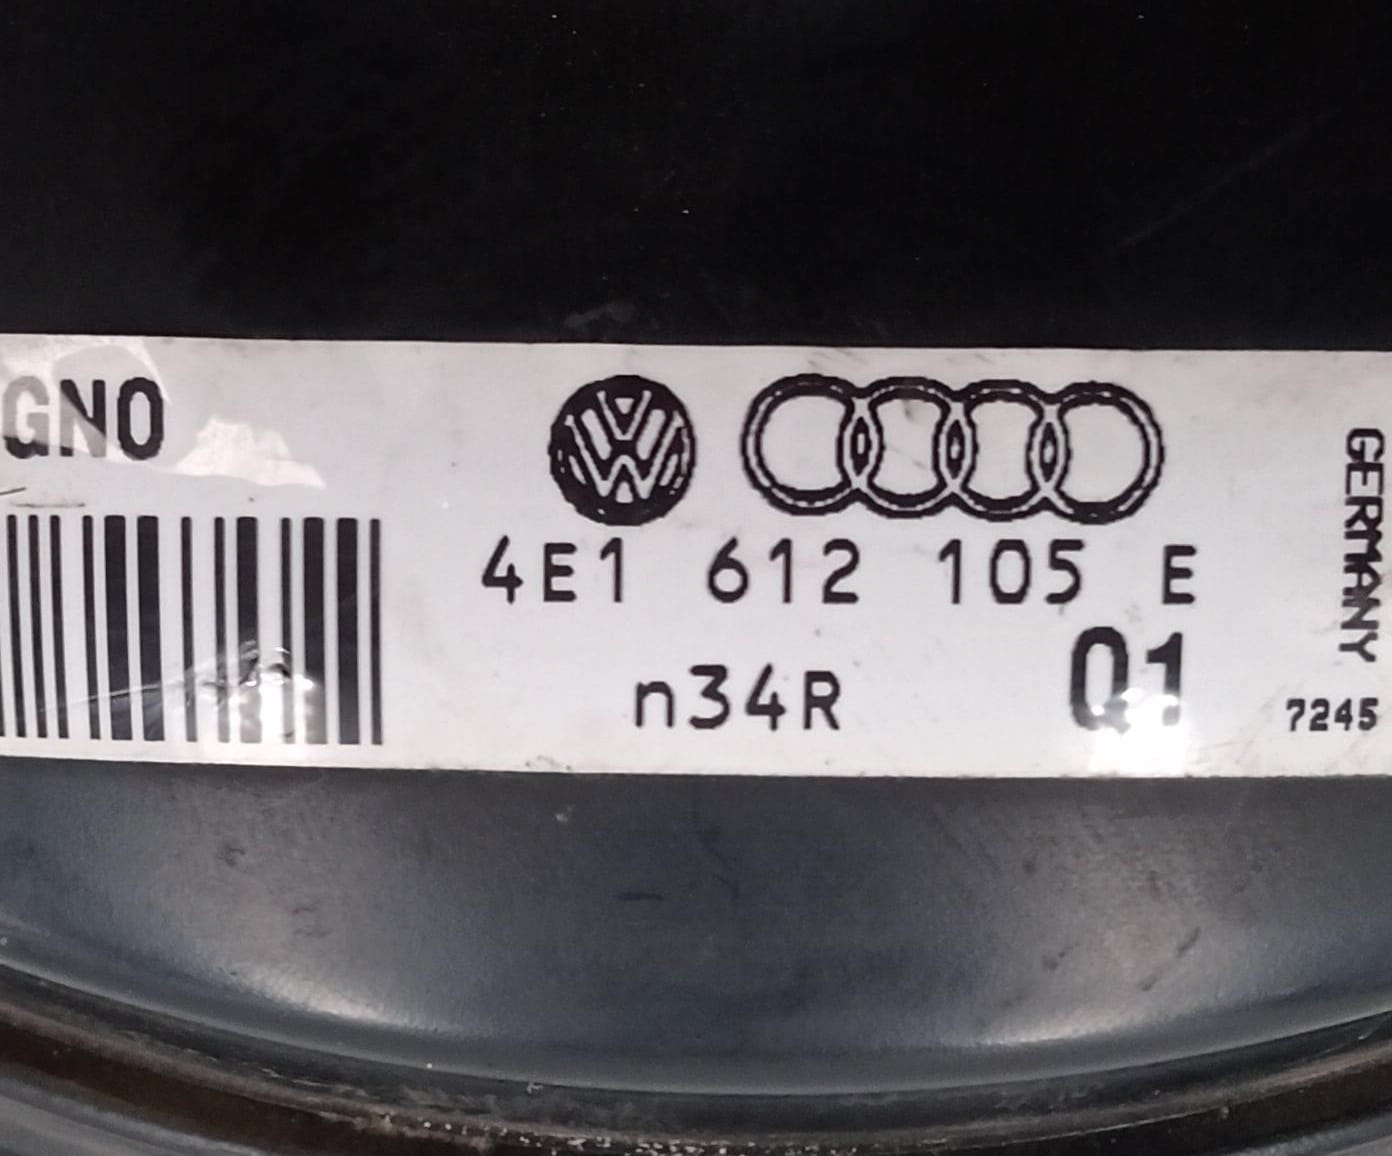 GNO
4E1 612 105 E
n34R Q1
GERMANY
7245